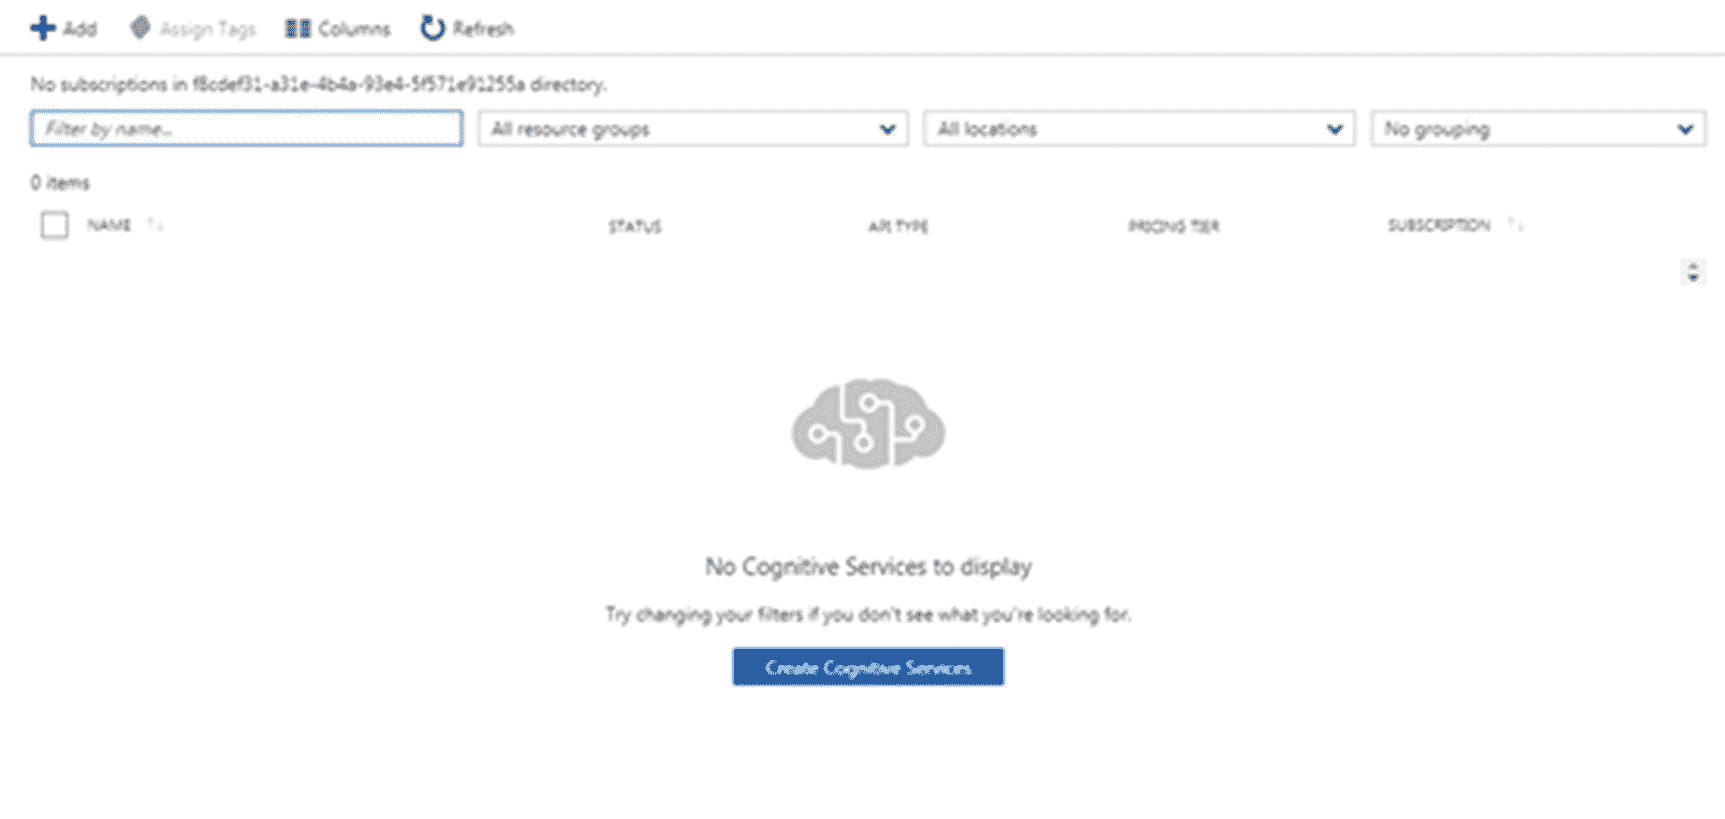 Add Assign Tags Columns Refresh
No subscriptions in f8cdef31-a31e-4b4a-93e4-5f571e91255a directory.
Filter by name... All resource groups All locations No grouping
0 items
NAME ↑↓ STATUS API TYPE PRICING TIER SUBSCRIPTION ↑↓
No Cognitive Services to display
Try changing your filters if you don't see what you're looking for.
Create Cognitive Services